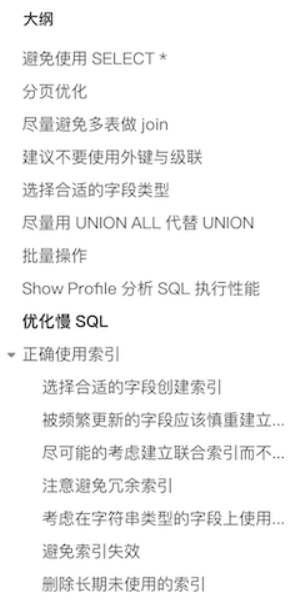 大纲
避免使用 SELECT *
分页优化
尽量避免多表做 join
建议不要使用外键与级联
选择合适的字段类型
尽量用 UNION ALL 代替 UNION
批量操作
Show Profile 分析 SQL 执行性能
优化慢 SQL
正确使用索引
选择合适的字段创建索引
被频繁更新的字段应该慎重建立...
尽可能的考虑建立联合索引而不...
注意避免冗余索引
考虑在字符串类型的字段上使用...
避免索引失效
删除长期未使用的索引